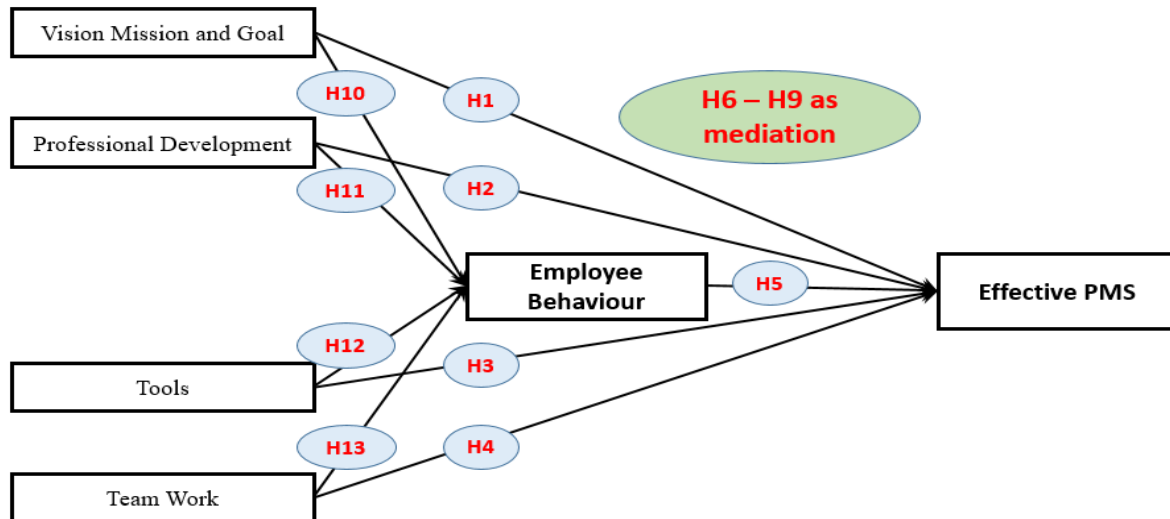 Vision Mission and Goal
H10
H1
H6 – H9 as
mediation
Professional Development
H11
H2
Employee
Behaviour
H5
Effective PMS
H12
H3
Tools
H13
H4
Team Work